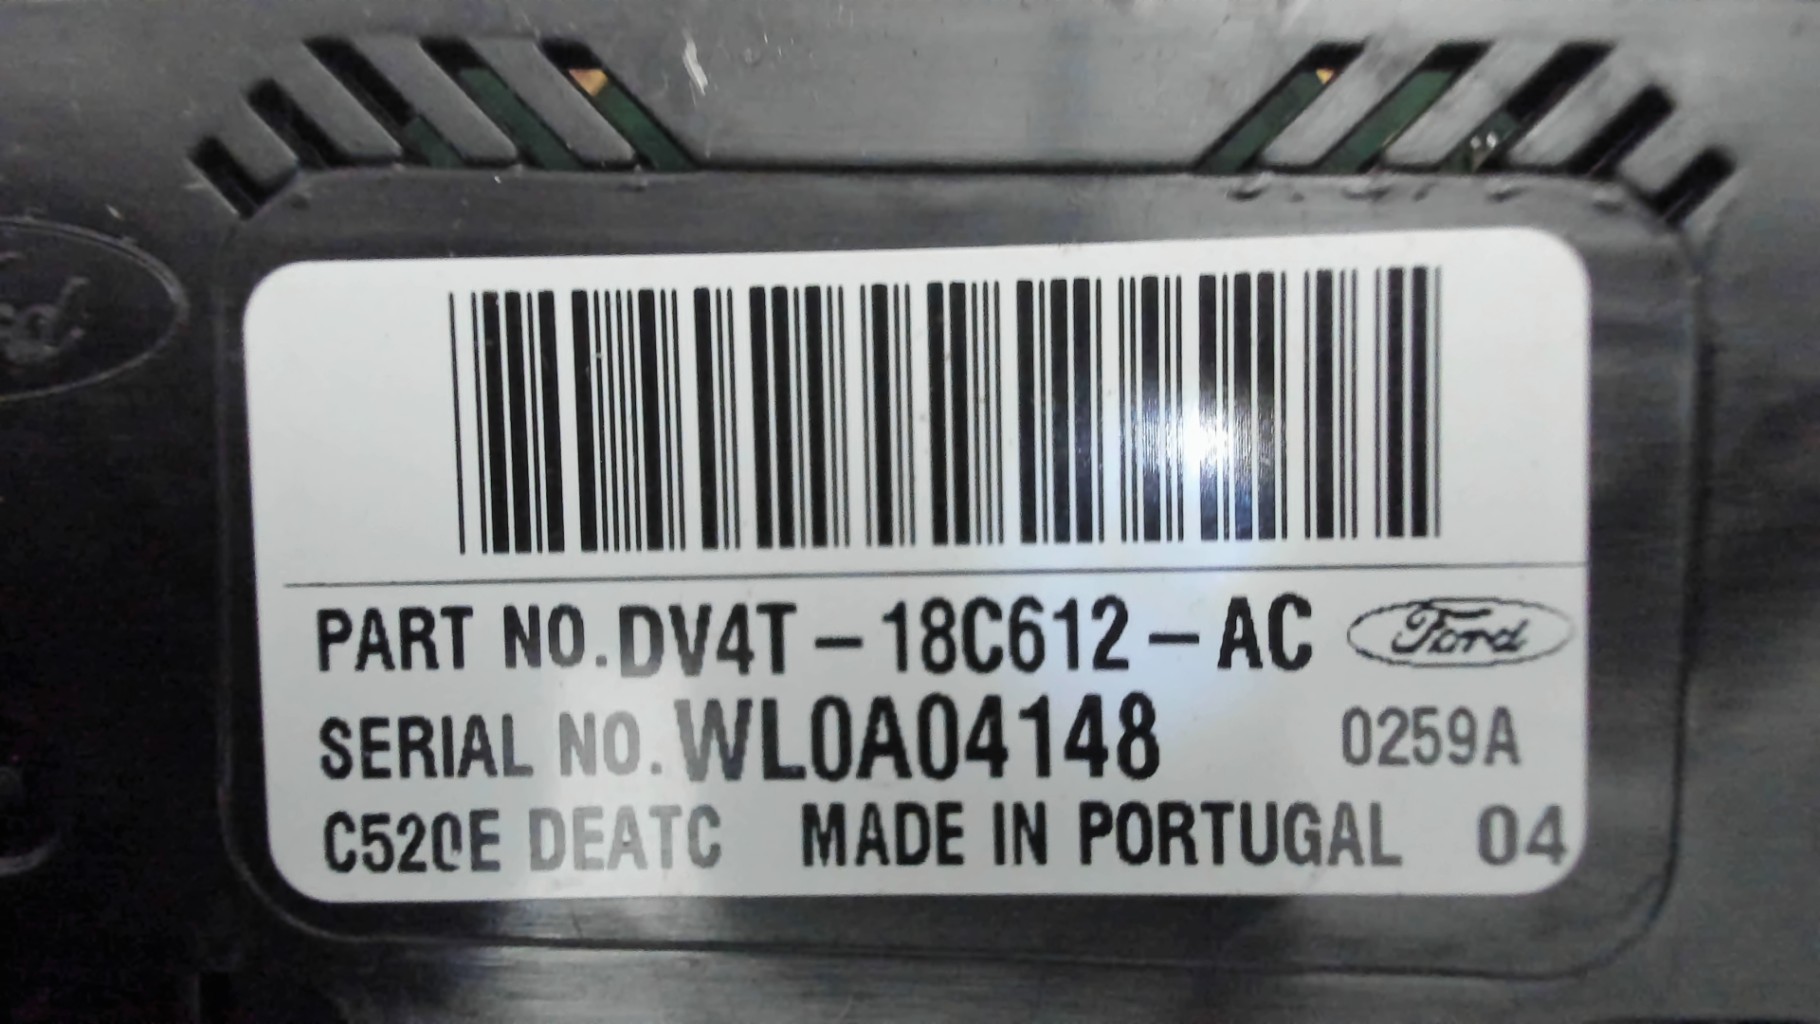 PART NO. DV4T-18C612-AC Ford
SERIAL NO. WL0A04148 0259A
C520E DEATC MADE IN PORTUGAL 04